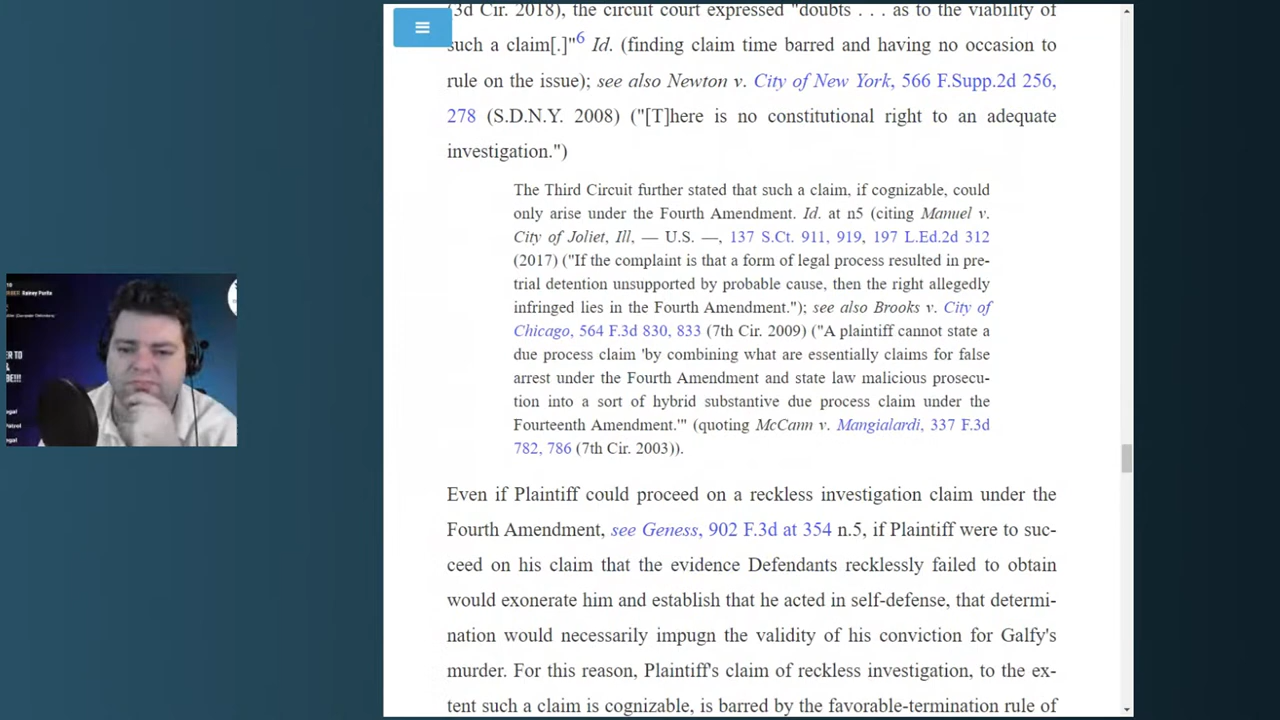 (3d Cir. 2018), the circuit court expressed "doubts . . . as to the viability of
such a claim[.]"6 Id. (finding claim time barred and having no occasion to
rule on the issue); see also Newton v. City of New York, 566 F.Supp.2d 256,
278 (S.D.N.Y. 2008) ("[T]here is no constitutional right to an adequate
investigation.")
The Third Circuit further stated that such a claim, if cognizable, could
only arise under the Fourth Amendment. Id. at n5 (citing Manuel v.
City of Joliet, Ill, — U.S. —, 137 S.Ct. 911, 919, 197 L.Ed.2d 312
(2017) ("If the complaint is that a form of legal process resulted in pre-
trial detention unsupported by probable cause, then the right allegedly
infringed lies in the Fourth Amendment."); see also Brooks v. City of
Chicago, 564 F.3d 830, 833 (7th Cir. 2009) ("A plaintiff cannot state a
due process claim 'by combining what are essentially claims for false
arrest under the Fourth Amendment and state law malicious prosecu-
tion into a sort of hybrid substantive due process claim under the
Fourteenth Amendment.'" (quoting McCann v. Mangialardi, 337 F.3d
782, 786 (7th Cir. 2003)).
Even if Plaintiff could proceed on a reckless investigation claim under the
Fourth Amendment, see Geness, 902 F.3d at 354 n.5, if Plaintiff were to suc-
ceed on his claim that the evidence Defendants recklessly failed to obtain
would exonerate him and establish that he acted in self-defense, that determi-
nation would necessarily impugn the validity of his conviction for Galfy's
murder. For this reason, Plaintiff's claim of reckless investigation, to the ex-
tent such a claim is cognizable, is barred by the favorable-termination rule of